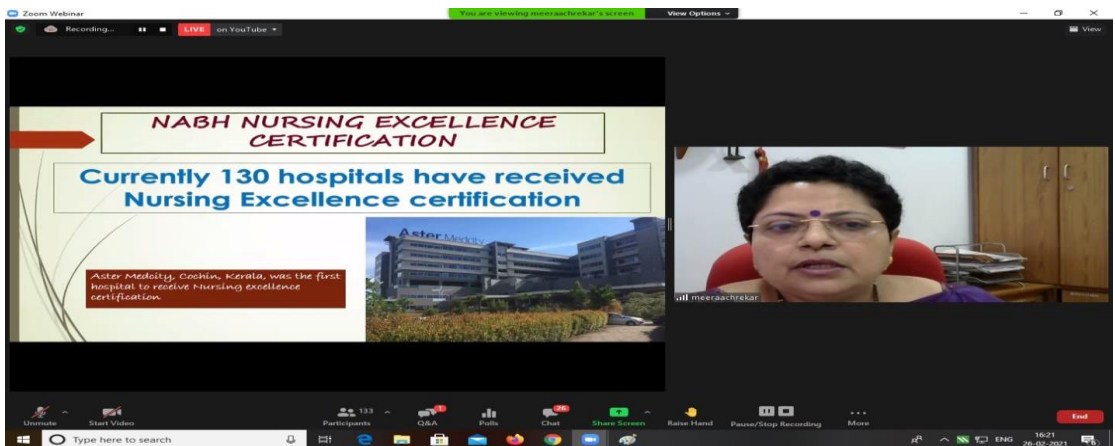 Zoom Webinar
You are viewing meeraachrekar's screen
View Options
Recording...
LIVE on YouTube
View
NABH NURSING EXCELLENCE
CERTIFICATION
Currently 130 hospitals have received
Nursing Excellence certification
Aster Medcity
Aster Medcity, Cochin, Kerala, was the first
hospital to receive Nursing excellence
certification
meeraachrekar
Unmute
Start Video
133
Participants
1
Q&A
Polls
26
Chat
Share Screen
Raise Hand
Pause/Stop Recording
More
End
Type here to search
ENG
16:21
26-02-2021
6